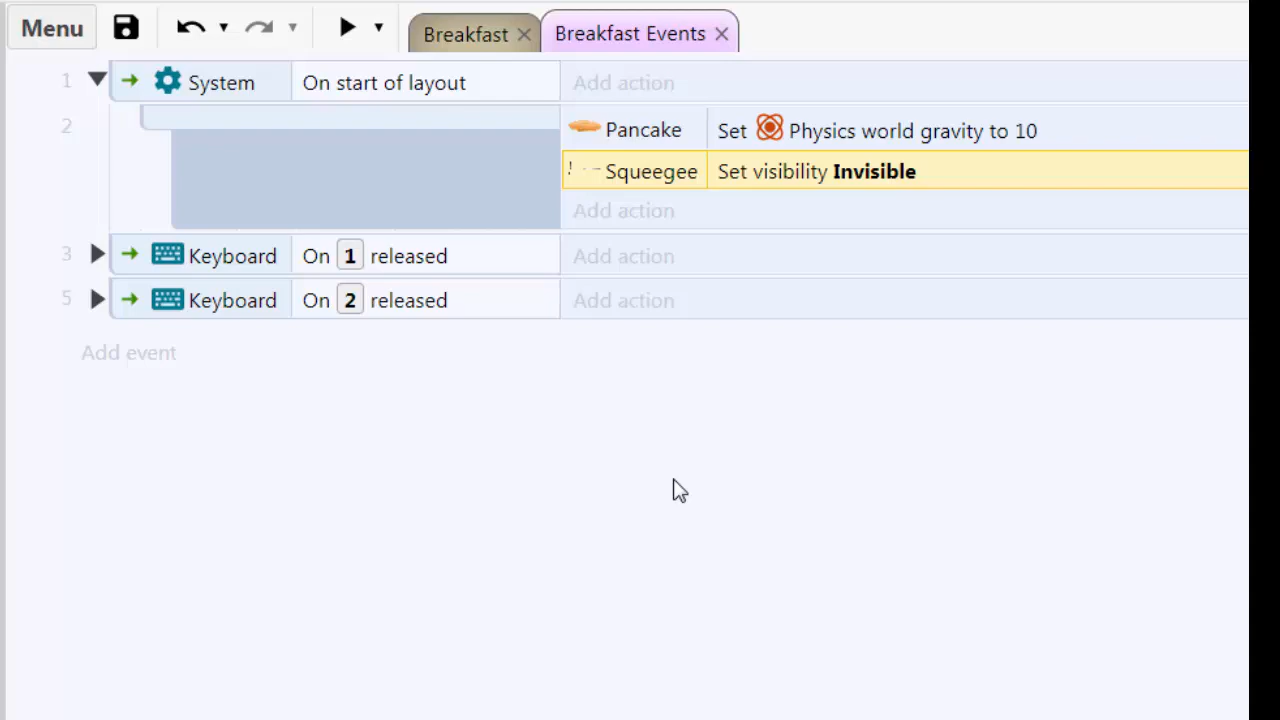 Menu
Breakfast
Breakfast Events
1 System On start of layout Add action
2 Pancake Set Physics world gravity to 10
Squeegee Set visibility Invisible
Add action
3 Keyboard On 1 released Add action
5 Keyboard On 2 released Add action
Add event